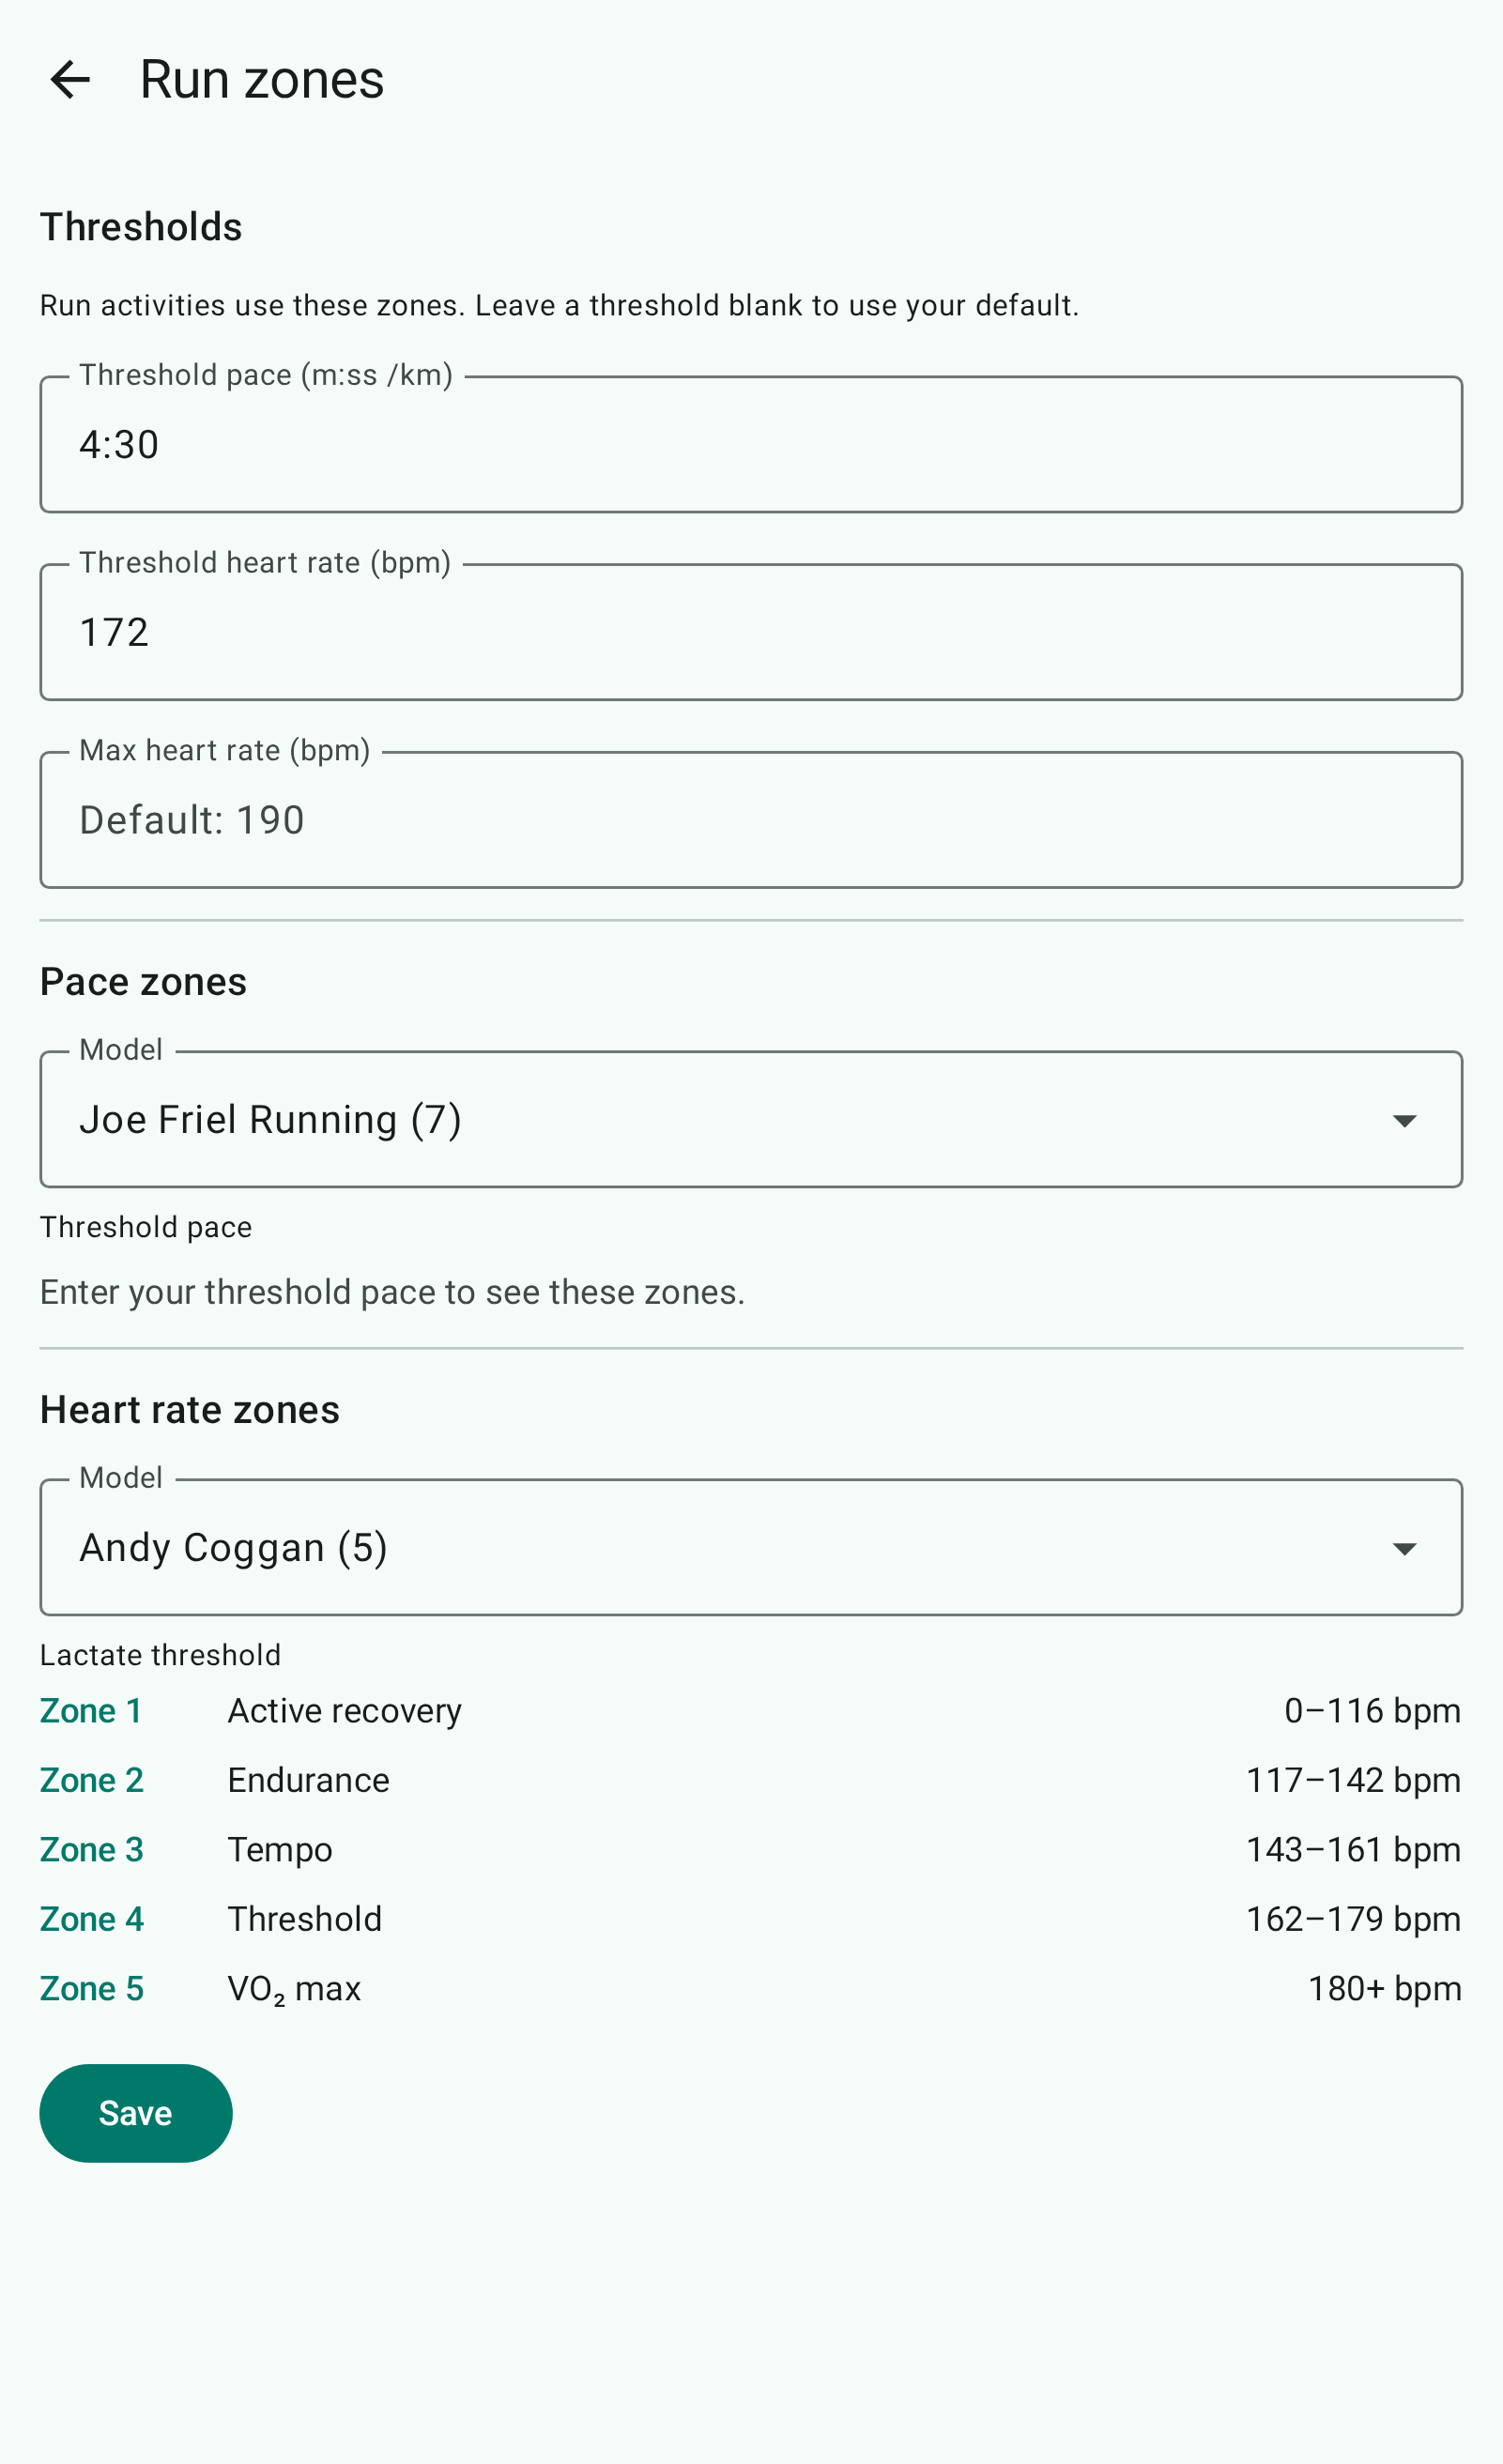 Run zones
Thresholds
Run activities use these zones. Leave a threshold blank to use your default.
Threshold pace (m:ss /km)
4:30
Threshold heart rate (bpm)
172
Max heart rate (bpm)
Default: 190
Pace zones
Model
Joe Friel Running (7)
Threshold pace
Enter your threshold pace to see these zones.
Heart rate zones
Model
Andy Coggan (5)
Lactate threshold
Zone 1 Active recovery 0–116 bpm
Zone 2 Endurance 117–142 bpm
Zone 3 Tempo 143–161 bpm
Zone 4 Threshold 162–179 bpm
Zone 5 VO₂ max 180+ bpm
Save